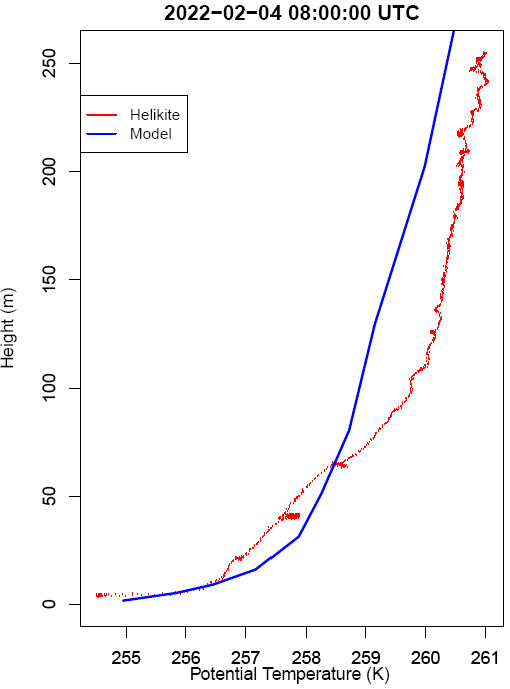 2022−02−04 08:00:00 UTC
Helikite
Model
Height (m)
250
200
150
100
50
0
255 256 257 258 259 260 261
Potential Temperature (K)